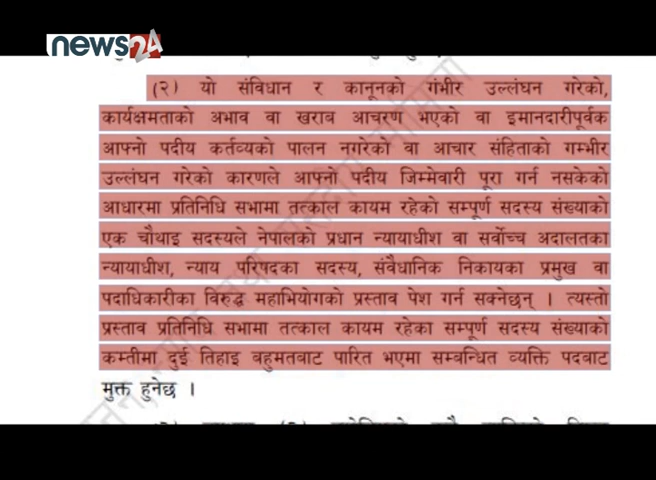 news24
(२) यो संविधान र कानूनको गंभीर उल्लंघन गरेको,
कार्यक्षमताको अभाव वा खराब आचरण भएको वा इमानदारीपूर्वक
आफ्नो पदीय कर्तव्यको पालन नगरेको वा आचार संहिताको गम्भीर
उल्लंघन गरेको कारणले आफ्नो पदीय जिम्मेवारी पूरा गर्न नसकेको
आधारमा प्रतिनिधि सभामा तत्काल कायम रहेको सम्पूर्ण सदस्य संख्याको
एक चौथाइ सदस्यले नेपालको प्रधान न्यायाधीश वा सर्वोच्च अदालतका
न्यायाधीश, न्याय परिषदका सदस्य, संवैधानिक निकायका प्रमुख वा
पदाधिकारीका विरुद्ध महाभियोगको प्रस्ताव पेश गर्न सक्नेछन् । त्यस्तो
प्रस्ताव प्रतिनिधि सभामा तत्काल कायम रहेका सम्पूर्ण सदस्य संख्याको
कम्तीमा दुई तिहाइ बहुमतबाट पारित भएमा सम्बन्धित व्यक्ति पदबाट
मुक्त हुनेछ ।